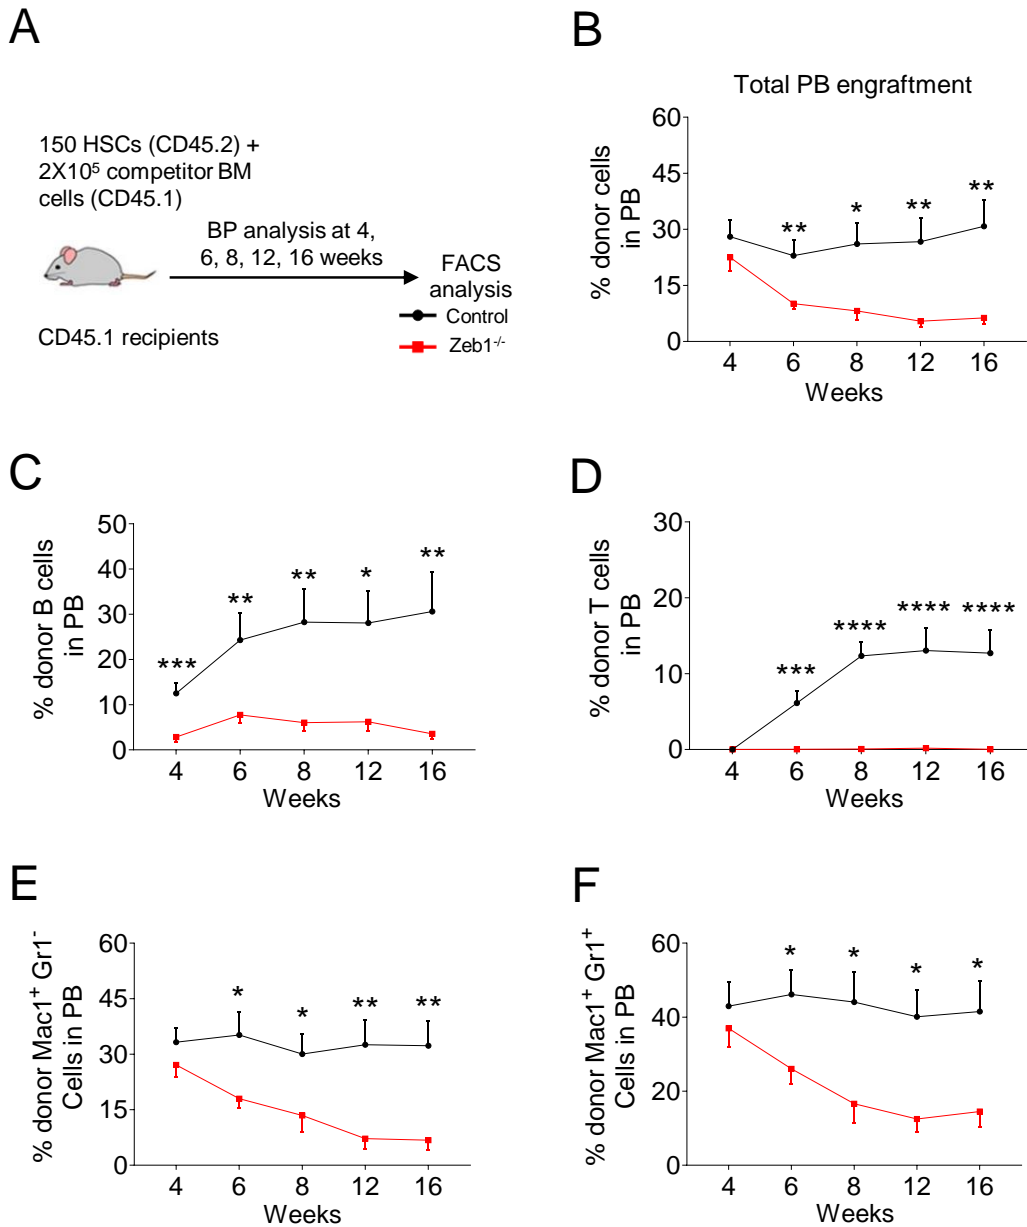 A
150 HSCs (CD45.2) +
2X10⁵ competitor BM
cells (CD45.1)
BP analysis at 4,
6, 8, 12, 16 weeks
FACS
analysis
Control
Zeb1⁻/⁻
CD45.1 recipients
B
Total PB engraftment
% donor cells
in PB
60
45
30
15
0
** * ** **
4 6 8 12 16
Weeks
C
% donor B cells
in PB
50
40
30
20
10
0
*** ** ** * **
4 6 8 12 16
Weeks
D
% donor T cells
in PB
30
20
10
0
*** **** **** ****
4 6 8 12 16
Weeks
E
% donor Mac1⁺ Gr1⁻
Cells in PB
60
45
30
15
0
* * ** **
4 6 8 12 16
Weeks
F
% donor Mac1⁺ Gr1⁺
Cells in PB
60
40
20
0
* * * *
4 6 8 12 16
Weeks